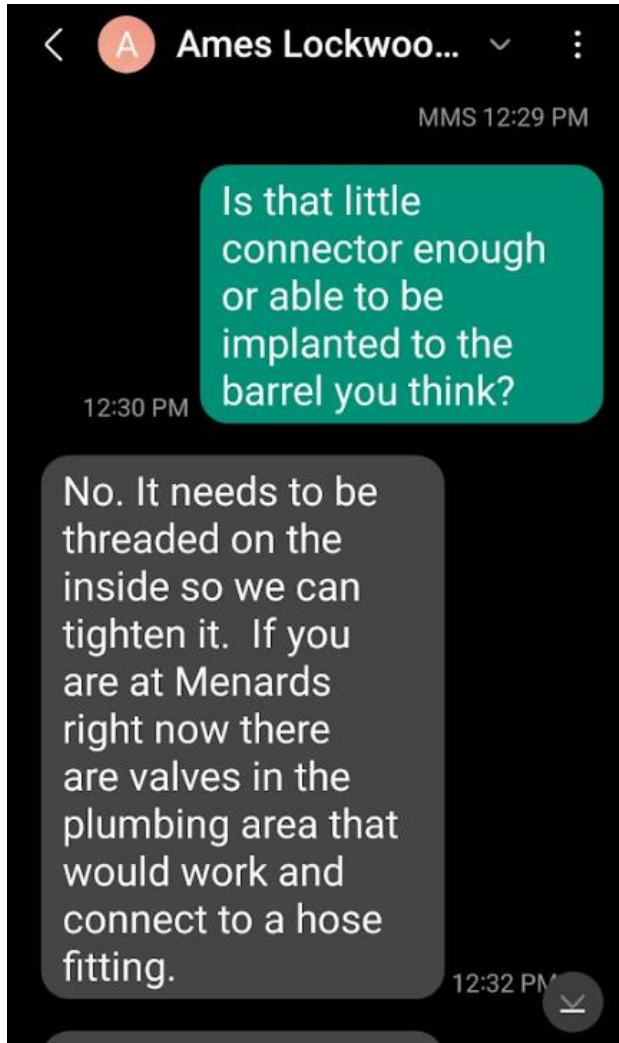 A Ames Lockwoo...
MMS 12:29 PM
Is that little
connector enough
or able to be
implanted to the
barrel you think?
12:30 PM
No. It needs to be
threaded on the
inside so we can
tighten it.  If you
are at Menards
right now there
are valves in the
plumbing area that
would work and
connect to a hose
fitting.
12:32 PM